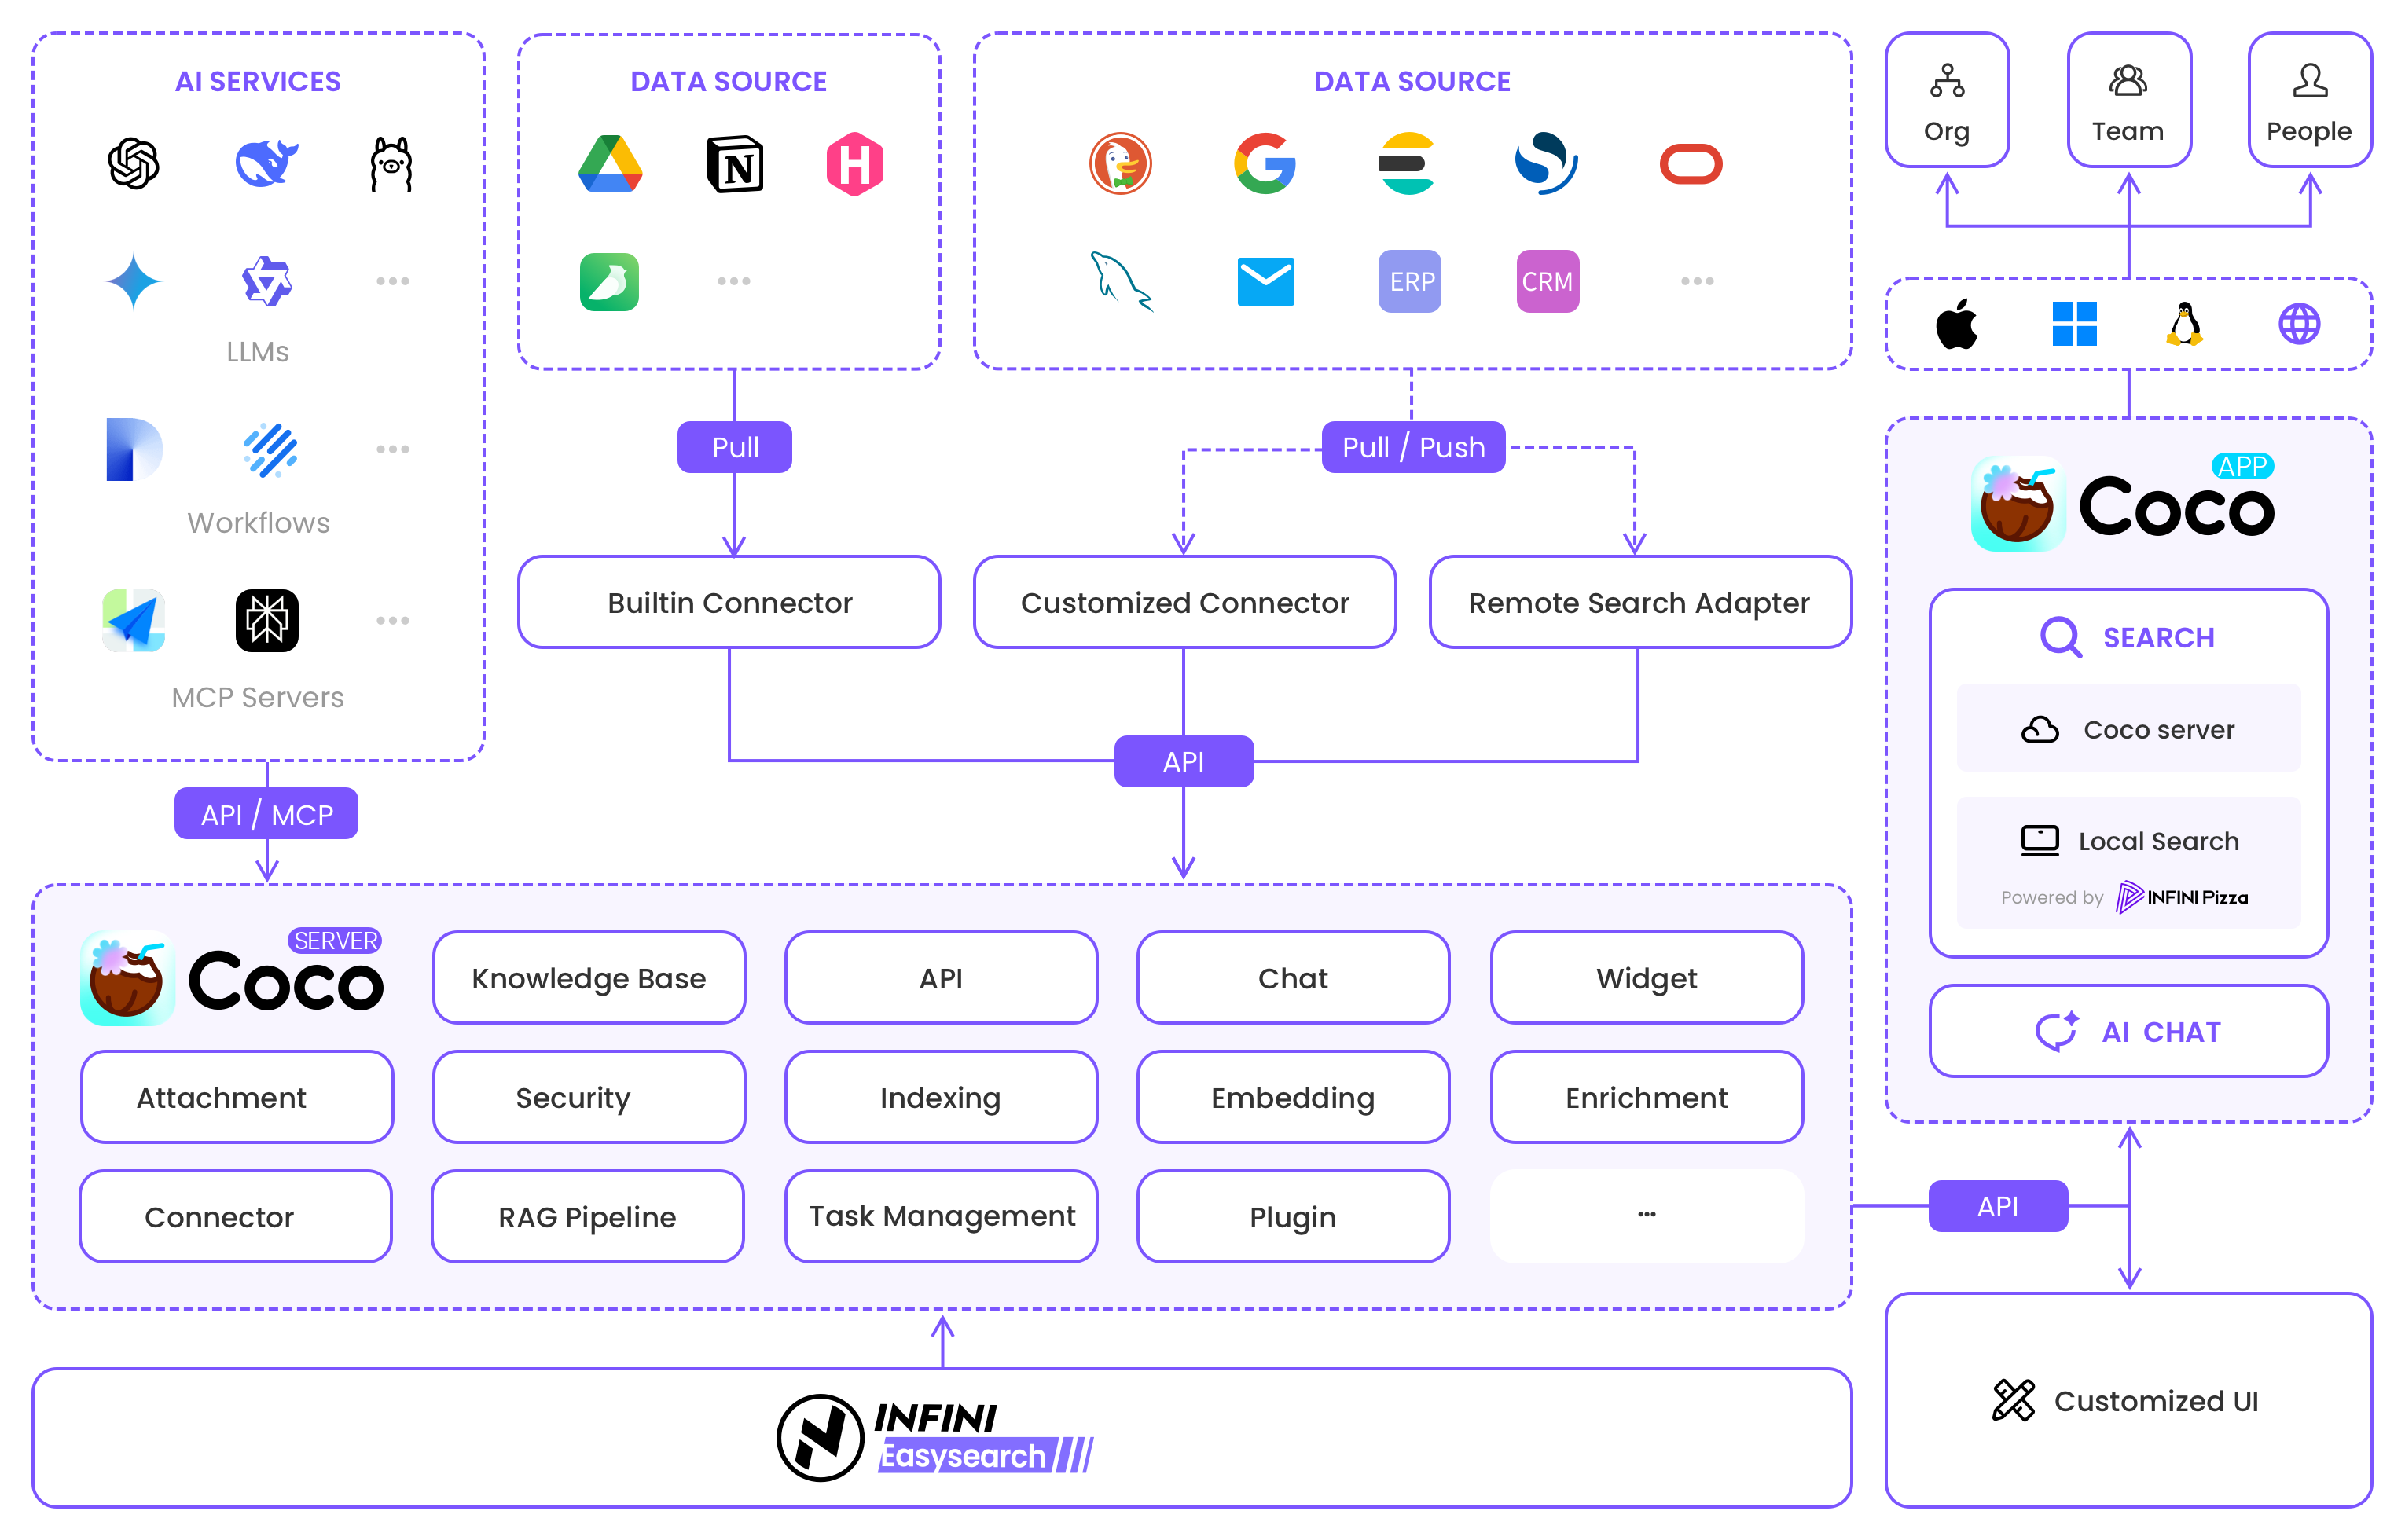 AI SERVICES
LLMs
Workflows
MCP Servers
API / MCP
DATA SOURCE
N
H
Pull
Builtin Connector
DATA SOURCE
G
ERP
CRM
Pull / Push
Customized Connector
Remote Search Adapter
API
Org
Team
People
APP
Coco
SEARCH
Coco server
Local Search
Powered by INFINI Pizza
AI CHAT
SERVER
Coco
Knowledge Base
API
Chat
Widget
Attachment
Security
Indexing
Embedding
Enrichment
Connector
RAG Pipeline
Task Management
Plugin
...
API
INFINI
Easysearch
Customized UI